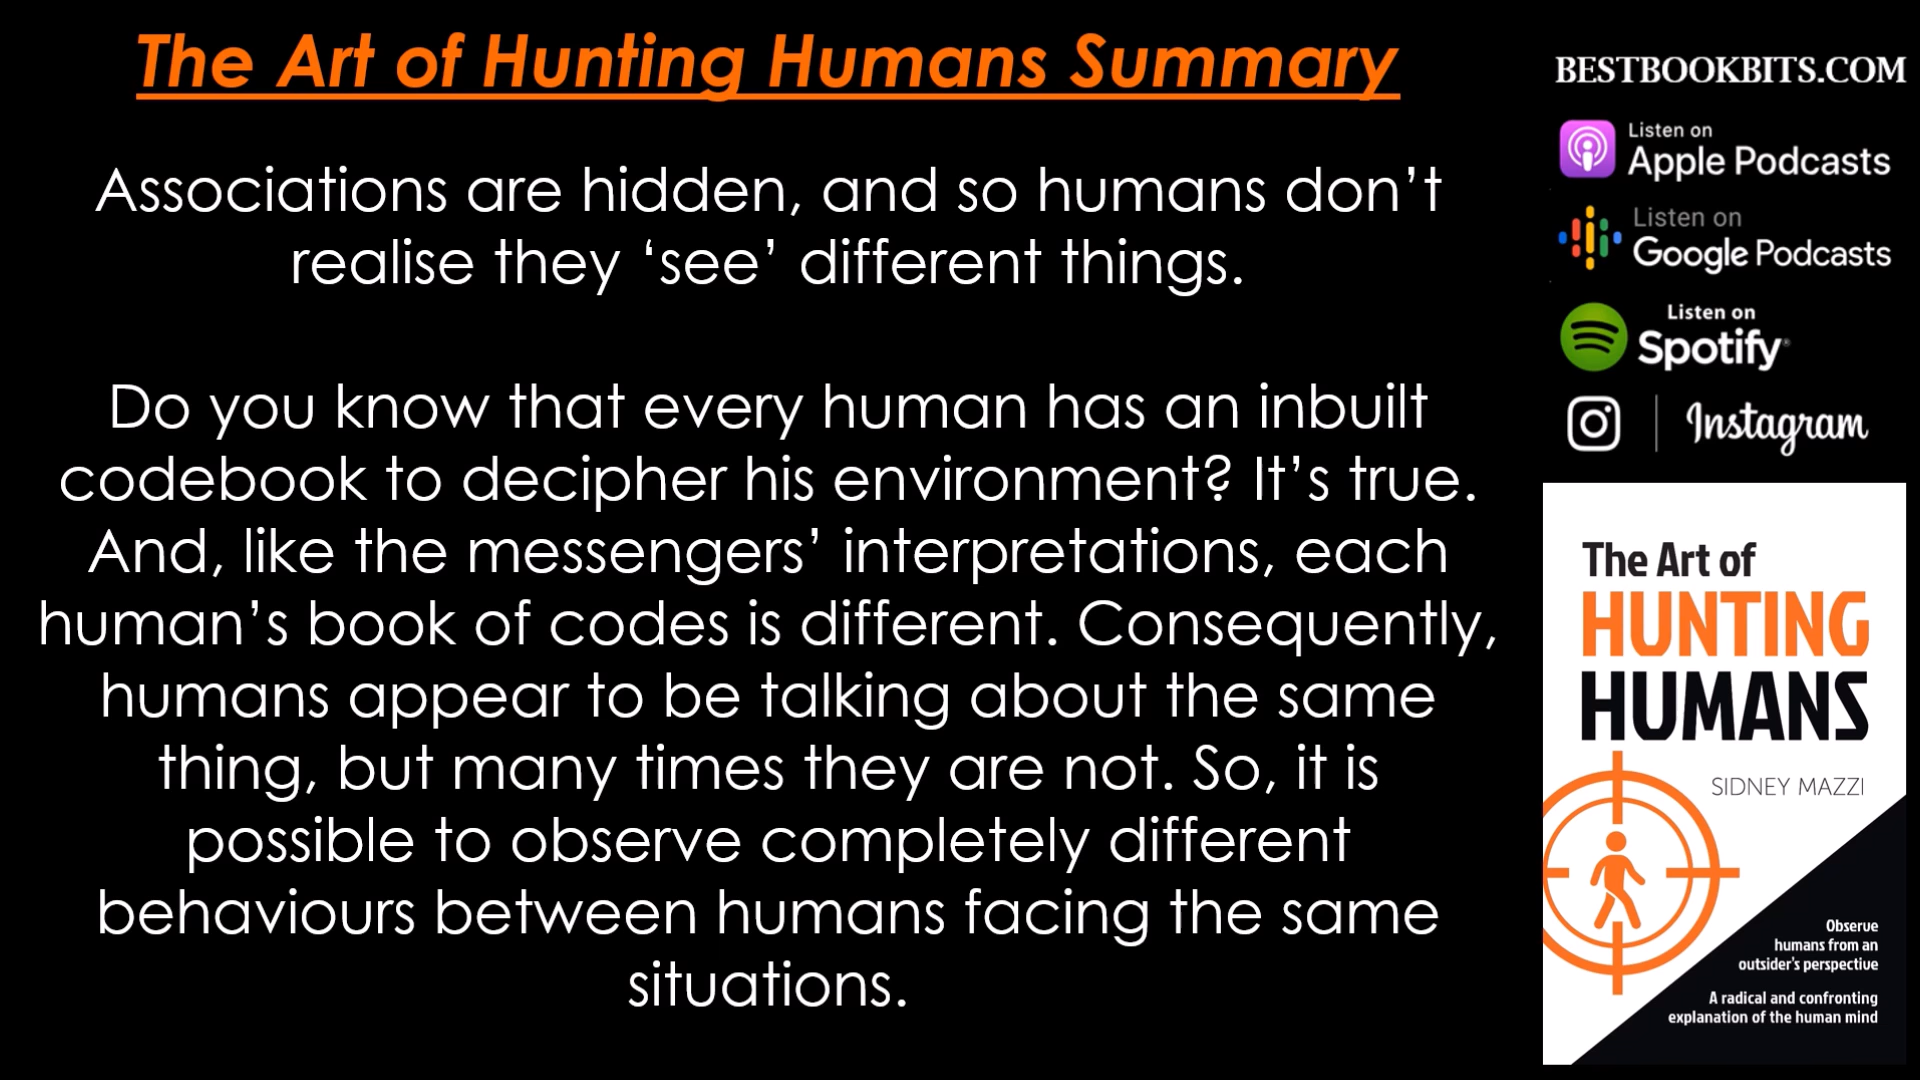 The Art of Hunting Humans Summary
Associations are hidden, and so humans don’t
realise they ‘see’ different things.
Do you know that every human has an inbuilt
codebook to decipher his environment? It’s true.
And, like the messengers’ interpretations, each
human’s book of codes is different. Consequently,
humans appear to be talking about the same
thing, but many times they are not. So, it is
possible to observe completely different
behaviours between humans facing the same
situations.
BESTBOOKBITS.COM
Listen on
Apple Podcasts
Listen on
Google Podcasts
Listen on
Spotify
Instagram
The Art of
HUNTING
HUMANS
SIDNEY MAZZI
Observe
humans from an
outsider’s perspective
A radical and confronting
explanation of the human mind